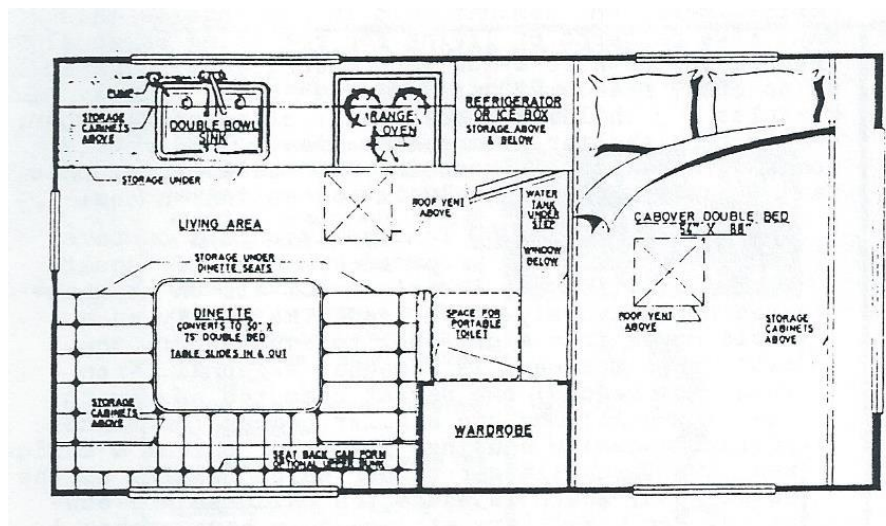 PUMP
STORAGE
CABINETS
ABOVE
DOUBLE BOWL
SINK
RANGE
& OVEN
REFRIGERATOR
OR ICE BOX
STORAGE ABOVE
& BELOW
STORAGE UNDER
ROOF VENT
ABOVE
WATER
TANK
UNDER
STEP
WINDOW
BELOW
LIVING AREA
CABOVER DOUBLE BED
54" X 88"
STORAGE UNDER
DINETTE SEATS
DINETTE
CONVERTS TO 50" X
75" DOUBLE BED
TABLE SLIDES IN & OUT
SPACE FOR
PORTABLE
TOILET
ROOF VENT
ABOVE
STORAGE
CABINETS
ABOVE
STORAGE
CABINETS
ABOVE
WARDROBE
SEAT BACK CAN FORM
OPTIONAL UPPER BUNK